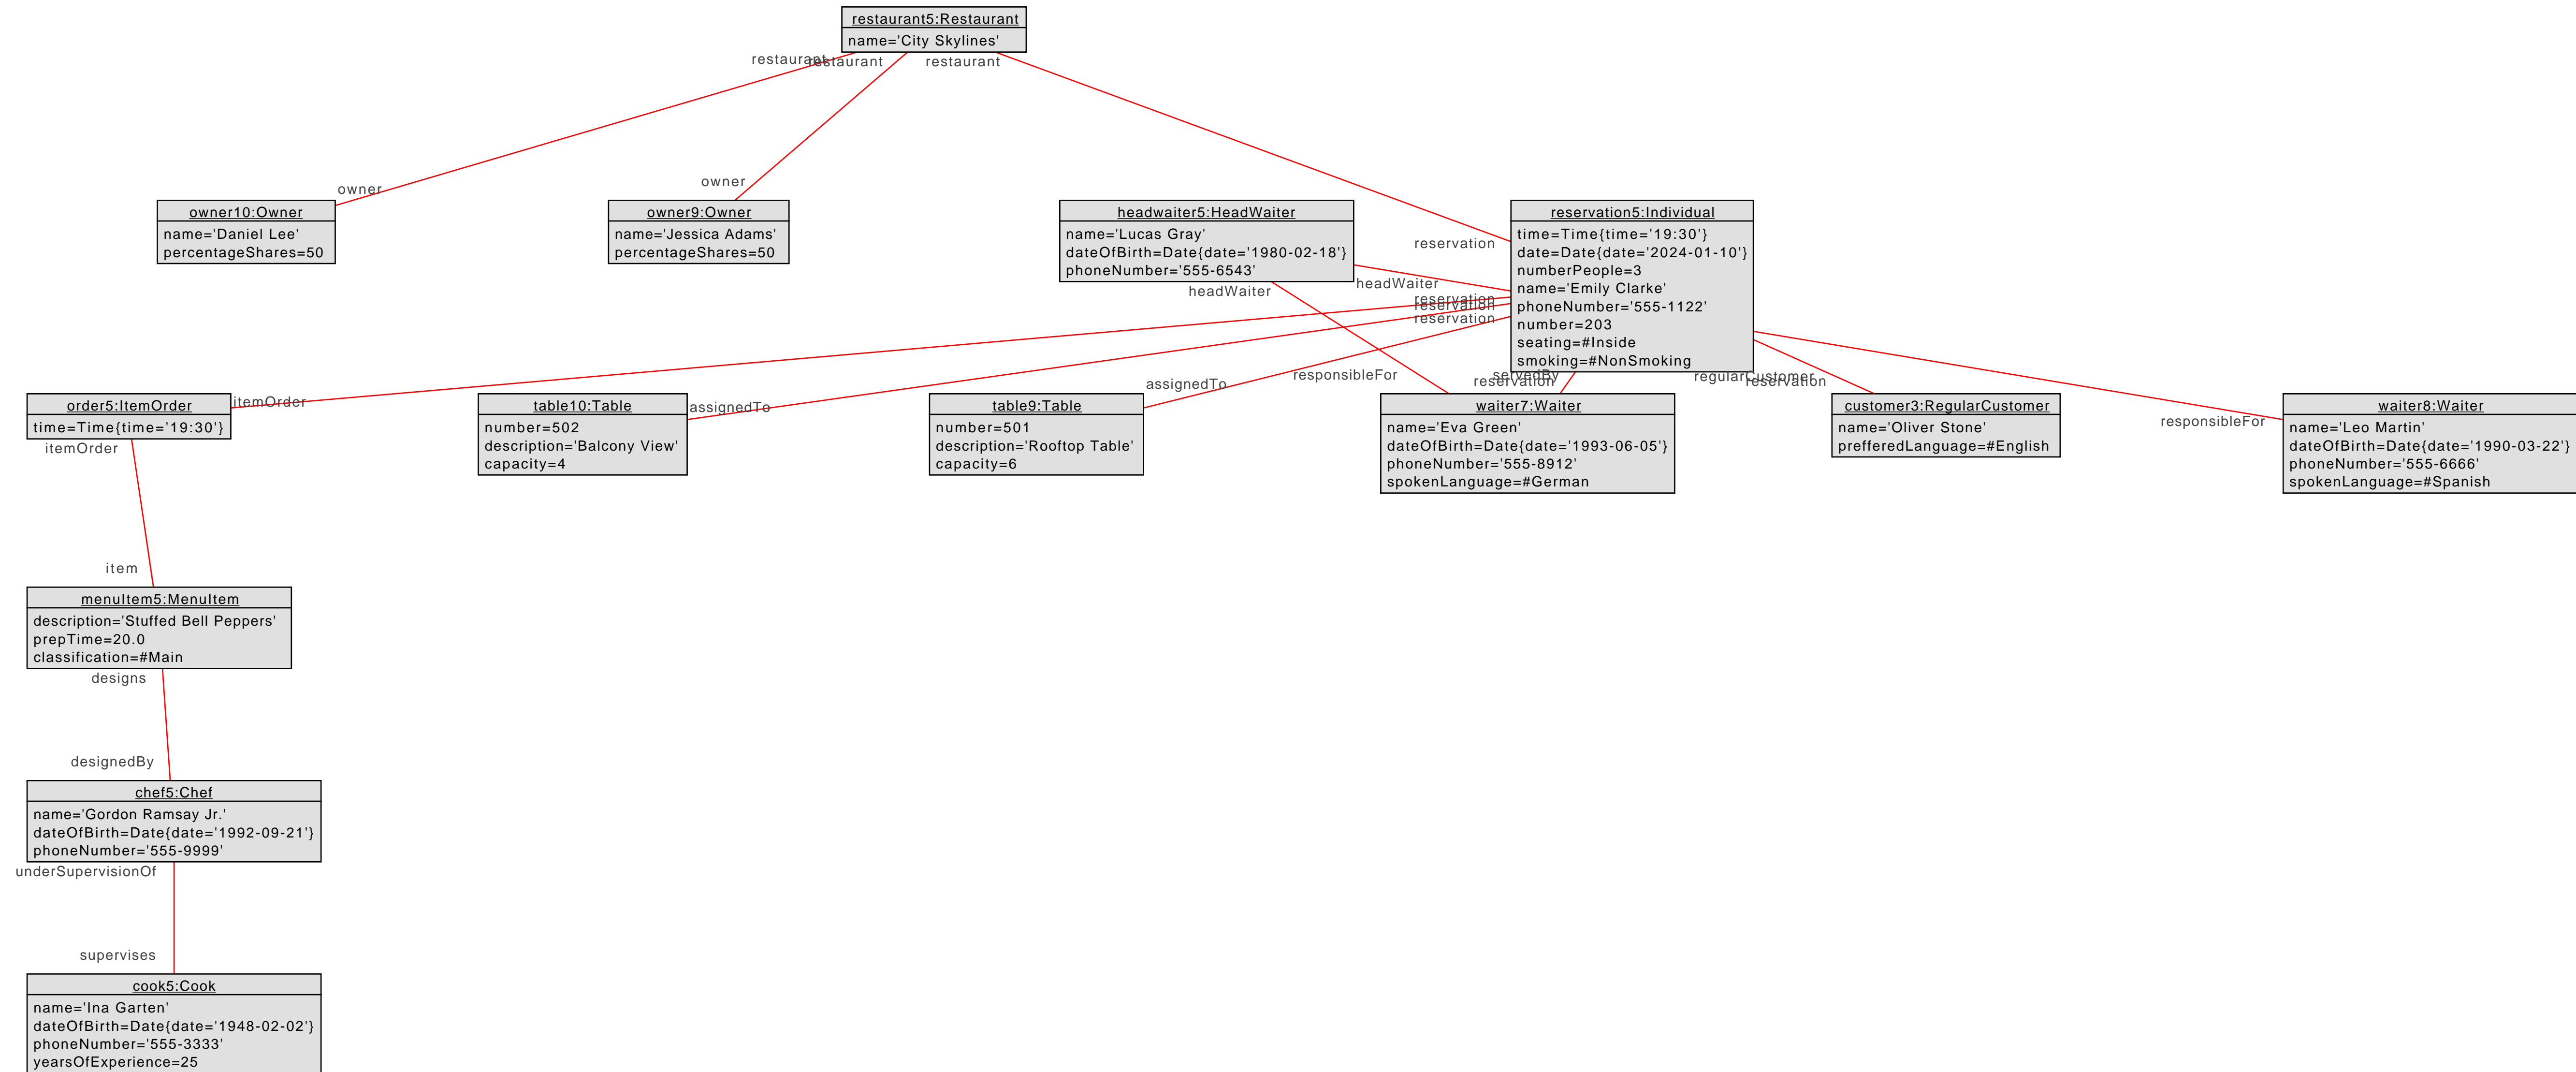 restaurant5:Restaurant
name='City Skylines'
restaurant
restaurant
restaurant
owner
owner
owner10:Owner
name='Daniel Lee'
percentageShares=50
owner9:Owner
name='Jessica Adams'
percentageShares=50
headwaiter5:HeadWaiter
name='Lucas Gray'
dateOfBirth=Date{date='1980-02-18'}
phoneNumber='555-6543'
reservation5:Individual
time=Time{time='19:30'}
date=Date{date='2024-01-10'}
numberPeople=3
name='Emily Clarke'
phoneNumber='555-1122'
number=203
seating=#Inside
smoking=#NonSmoking
reservation
headWaiter
headWaiter
reservation
reservation
reservation
itemOrder
assignedTo
assignedTo
responsibleFor
servedBy
reservation
regularCustomer
reservation
responsibleFor
order5:ItemOrder
time=Time{time='19:30'}
itemOrder
table10:Table
number=502
description='Balcony View'
capacity=4
table9:Table
number=501
description='Rooftop Table'
capacity=6
waiter7:Waiter
name='Eva Green'
dateOfBirth=Date{date='1993-06-05'}
phoneNumber='555-8912'
spokenLanguage=#German
customer3:RegularCustomer
name='Oliver Stone'
prefferedLanguage=#English
waiter8:Waiter
name='Leo Martin'
dateOfBirth=Date{date='1990-03-22'}
phoneNumber='555-6666'
spokenLanguage=#Spanish
item
menuItem5:MenuItem
description='Stuffed Bell Peppers'
prepTime=20.0
classification=#Main
designs
designedBy
chef5:Chef
name='Gordon Ramsay Jr.'
dateOfBirth=Date{date='1992-09-21'}
phoneNumber='555-9999'
underSupervisionOf
supervises
cook5:Cook
name='Ina Garten'
dateOfBirth=Date{date='1948-02-02'}
phoneNumber='555-3333'
yearsOfExperience=25